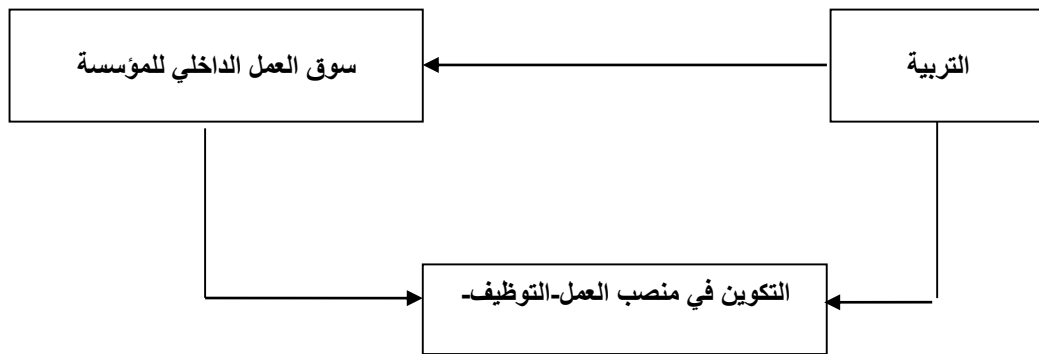 التربية
سوق العمل الداخلي للمؤسسة
التكوين في منصب العمل-التوظيف-